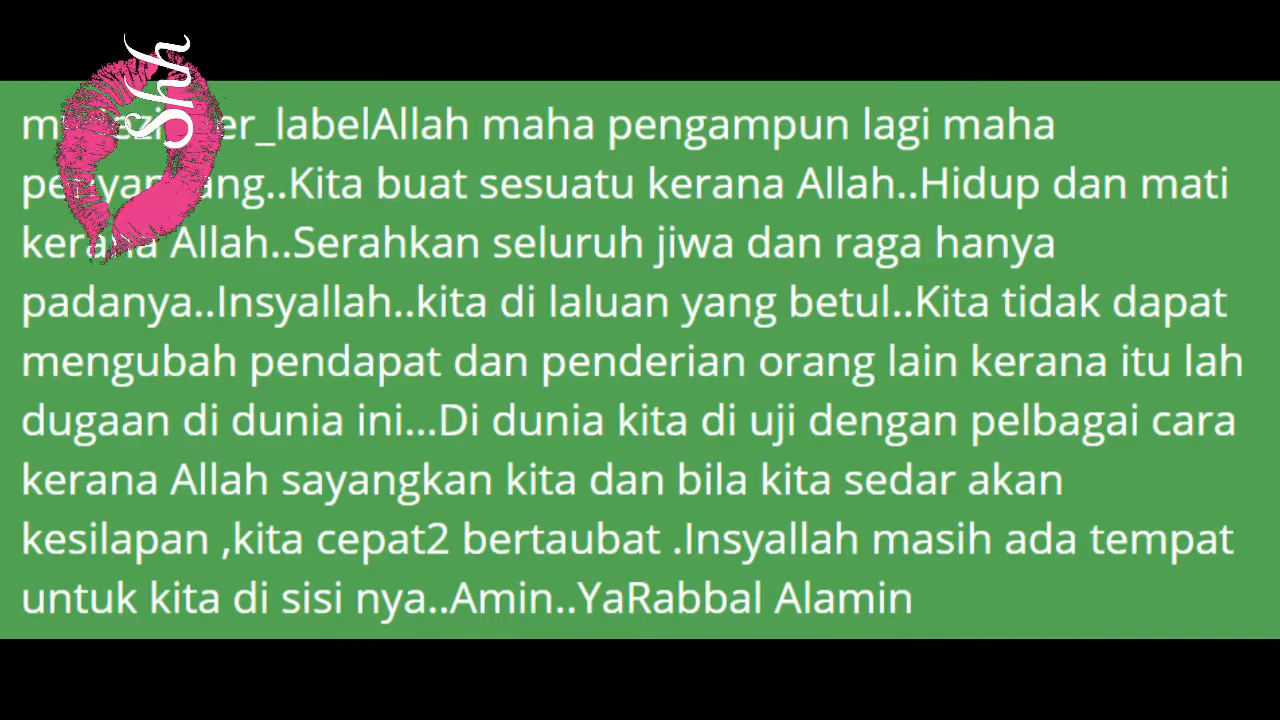 Shh
er_labelAllah maha pengampun lagi maha
Kita buat sesuatu kerana Allah..Hidup dan mati
kerana Allah..Serahkan seluruh jiwa dan raga hanya
padanya..Insyallah..kita di laluan yang betul..Kita tidak dapat
mengubah pendapat dan penderian orang lain kerana itu lah
dugaan di dunia ini...Di dunia kita di uji dengan pelbagai cara
kerana Allah sayangkan kita dan bila kita sedar akan
kesilapan ,kita cepat2 bertaubat .Insyallah masih ada tempat
untuk kita di sisi nya..Amin..YaRabbal Alamin